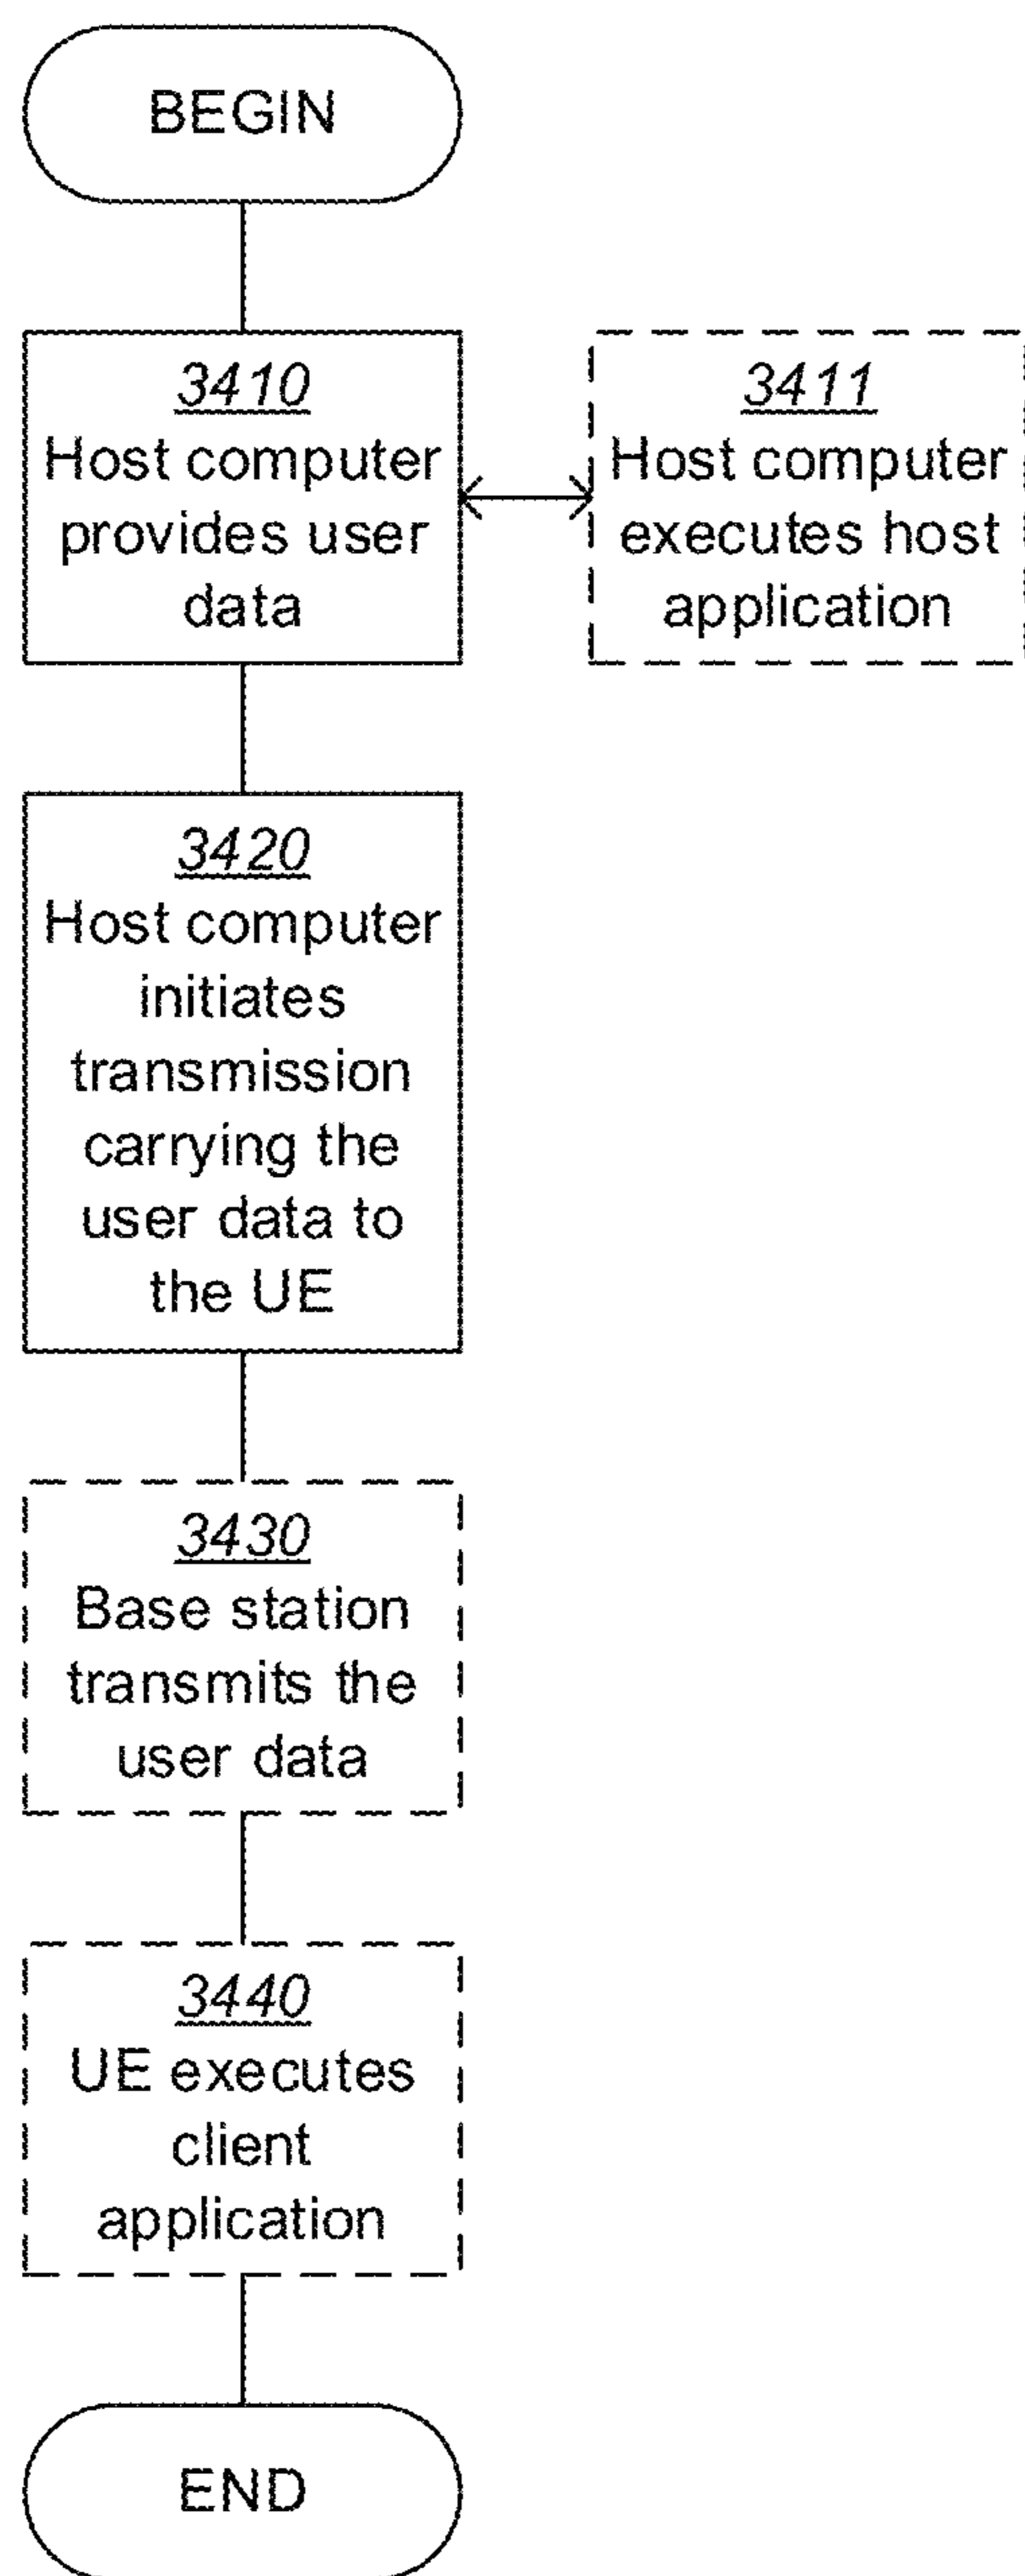 BEGIN
3410
Host computer
provides user
data
3411
Host computer
executes host
application
3420
Host computer
initiates
transmission
carrying the
user data to
the UE
3430
Base station
transmits the
user data
3440
UE executes
client
application
END